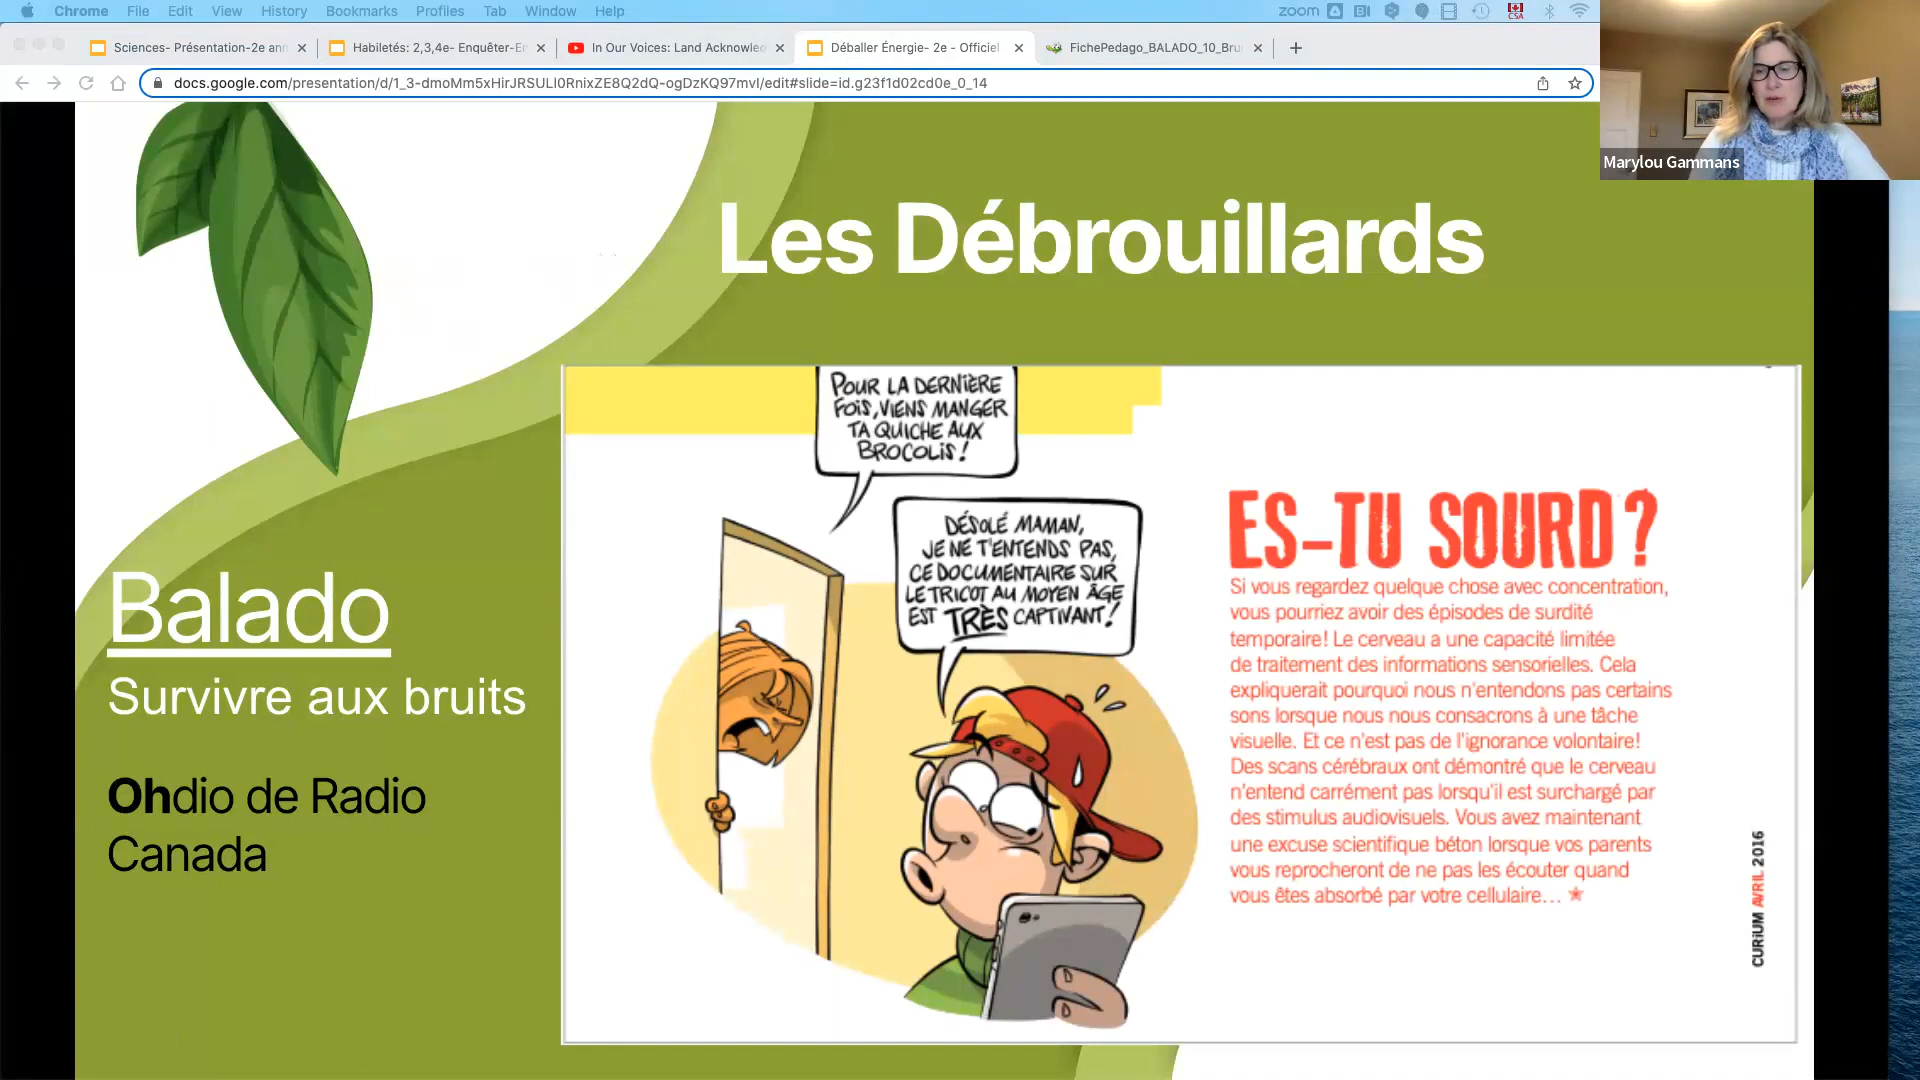 Chrome File Edit View History Bookmarks Profiles Tab Window Help
zoom
CSA
Sciences- Présentation-2e ann
Habiletés: 2,3,4e- Enquêter-En
In Our Voices: Land Acknowled
Déballer Énergie- 2e - Officiel
FichePedago_BALADO_10_Brui
docs.google.com/presentation/d/1_3-dmoMm5xHirJRSULI0RnixZE8Q2dQ-ogDzKQ97mvI/edit#slide=id.g23f1d02cd0e_0_14
Marylou Gammans
Les Débrouillards
Balado
Survivre aux bruits
Ohdio de Radio
Canada
POUR LA DERNIÈRE
FOIS, VIENS MANGER
TA QUICHE AUX
BROCOLIS!
DÉSOLÉ MAMAN,
JE NE T'ENTENDS PAS,
CE DOCUMENTAIRE SUR
LE TRICOT AU MOYEN ÂGE
EST TRÈS CAPTIVANT!
ES-TU SOURD?
Si vous regardez quelque chose avec concentration,
vous pourriez avoir des épisodes de surdité
temporaire! Le cerveau a une capacité limitée
de traitement des informations sensorielles. Cela
expliquerait pourquoi nous n'entendons pas certains
sons lorsque nous nous consacrons à une tâche
visuelle. Et ce n'est pas de l'ignorance volontaire!
Des scans cérébraux ont démontré que le cerveau
n'entend carrément pas lorsqu'il est surchargé par
des stimulus audiovisuels. Vous avez maintenant
une excuse scientifique béton lorsque vos parents
vous reprocheront de ne pas les écouter quand
vous êtes absorbé par votre cellulaire…
CURIUM AVRIL 2016